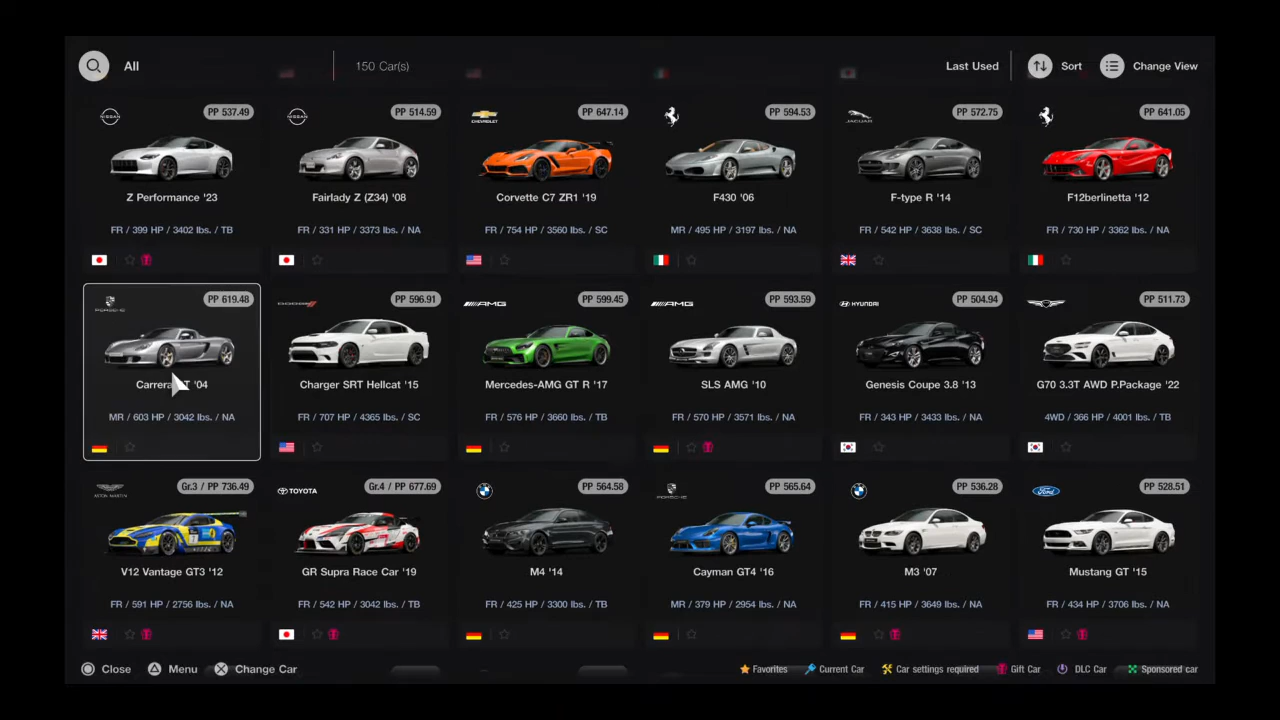 All
150 Car(s)
Last Used
Sort
Change View
NISSAN
PP 537.49
Z Performance '23
FR / 399 HP / 3402 lbs. / TB
NISSAN
PP 514.59
Fairlady Z (Z34) '08
FR / 331 HP / 3373 lbs. / NA
CHEVROLET
PP 647.14
Corvette C7 ZR1 '19
FR / 754 HP / 3560 lbs. / SC
PP 594.53
F430 '06
MR / 495 HP / 3197 lbs. / NA
JAGUAR
PP 572.75
F-type R '14
FR / 542 HP / 3638 lbs. / SC
PP 641.05
F12berlinetta '12
FR / 730 HP / 3362 lbs. / NA
PORSCHE
PP 619.48
Carrera '04
MR / 603 HP / 3042 lbs. / NA
PP 596.91
Charger SRT Hellcat '15
FR / 707 HP / 4365 lbs. / SC
AMG
PP 599.45
Mercedes-AMG GT R '17
FR / 576 HP / 3660 lbs. / TB
AMG
PP 593.59
SLS AMG '10
FR / 570 HP / 3571 lbs. / NA
HYUNDAI
PP 504.94
Genesis Coupe 3.8 '13
FR / 343 HP / 3433 lbs. / NA
PP 511.73
G70 3.3T AWD P.Package '22
4WD / 366 HP / 4001 lbs. / TB
ASTON MARTIN
Gr.3 / PP 736.49
V12 Vantage GT3 '12
FR / 591 HP / 2756 lbs. / NA
TOYOTA
Gr.4 / PP 677.69
GR Supra Race Car '19
FR / 542 HP / 3042 lbs. / TB
PP 564.58
M4 '14
FR / 425 HP / 3300 lbs. / TB
PORSCHE
PP 565.64
Cayman GT4 '16
MR / 379 HP / 2954 lbs. / NA
PP 536.28
M3 '07
FR / 415 HP / 3649 lbs. / NA
Ford
PP 528.51
Mustang GT '15
FR / 434 HP / 3706 lbs. / NA
Close
Menu
Change Car
Favorites
Current Car
Car settings required
Gift Car
DLC Car
Sponsored car